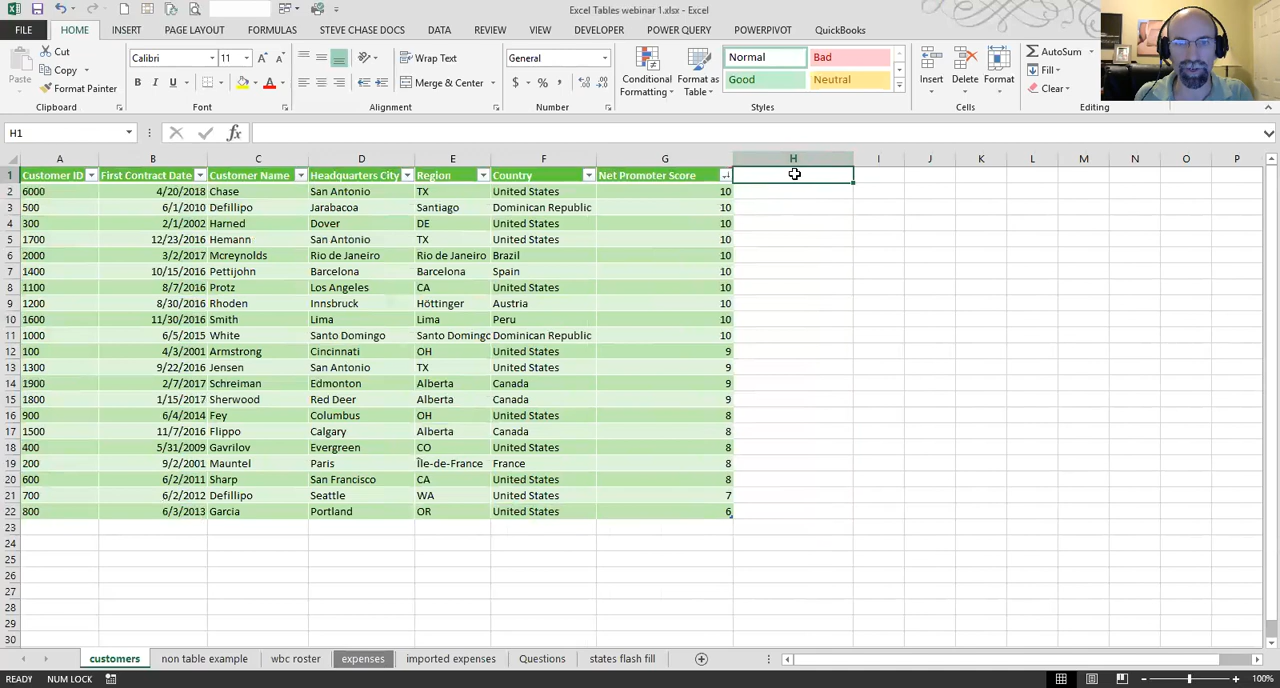 Excel Tables webinar 1.xlsx - Excel
FILE HOME INSERT PAGE LAYOUT FORMULAS STEVE CHASE DOCS DATA REVIEW VIEW DEVELOPER POWER QUERY POWERPIVOT QuickBooks
Paste
Cut
Copy
Format Painter
Clipboard
Calibri 11
B I U
Font
Wrap Text
Merge & Center
Alignment
General
$ % ,
Number
Conditional Formatting
Format as Table
Normal Bad
Good Neutral
Styles
Insert Delete Format
Cells
AutoSum
Fill
Clear
Editing
H1 fx
A B C D E F G H I J K L M N O P
1 Customer ID First Contract Date Customer Name Headquarters City Region Country Net Promoter Score
2 6000 4/20/2018 Chase San Antonio TX United States 10
3 500 6/1/2010 Defillipo Jarabacoa Santiago Dominican Republic 10
4 300 2/1/2002 Harned Dover DE United States 10
5 1700 12/23/2016 Hemann San Antonio TX United States 10
6 2000 3/2/2017 Mcreynolds Rio de Janeiro Rio de Janeiro Brazil 10
7 1400 10/15/2016 Pettijohn Barcelona Barcelona Spain 10
8 1100 8/7/2016 Protz Los Angeles CA United States 10
9 1200 8/30/2016 Rhoden Innsbruck Höttinger Austria 10
10 1600 11/30/2016 Smith Lima Lima Peru 10
11 1000 6/5/2015 White Santo Domingo Santo Domingo Dominican Republic 10
12 100 4/3/2001 Armstrong Cincinnati OH United States 9
13 1300 9/22/2016 Jensen San Antonio TX United States 9
14 1900 2/7/2017 Schreiman Edmonton Alberta Canada 9
15 1800 1/15/2017 Sherwood Red Deer Alberta Canada 9
16 900 6/4/2014 Fey Columbus OH United States 8
17 1500 11/7/2016 Flippo Calgary Alberta Canada 8
18 400 5/31/2009 Gavrilov Evergreen CO United States 8
19 200 9/2/2001 Mauntel Paris Île-de-France France 8
20 600 6/2/2011 Sharp San Francisco CA United States 8
21 700 6/2/2012 Defillipo Seattle WA United States 7
22 800 6/3/2013 Garcia Portland OR United States 6
23
24
25
26
27
28
29
30
customers non table example wbc roster expenses imported expenses Questions states flash fill
READY NUM LOCK 100%